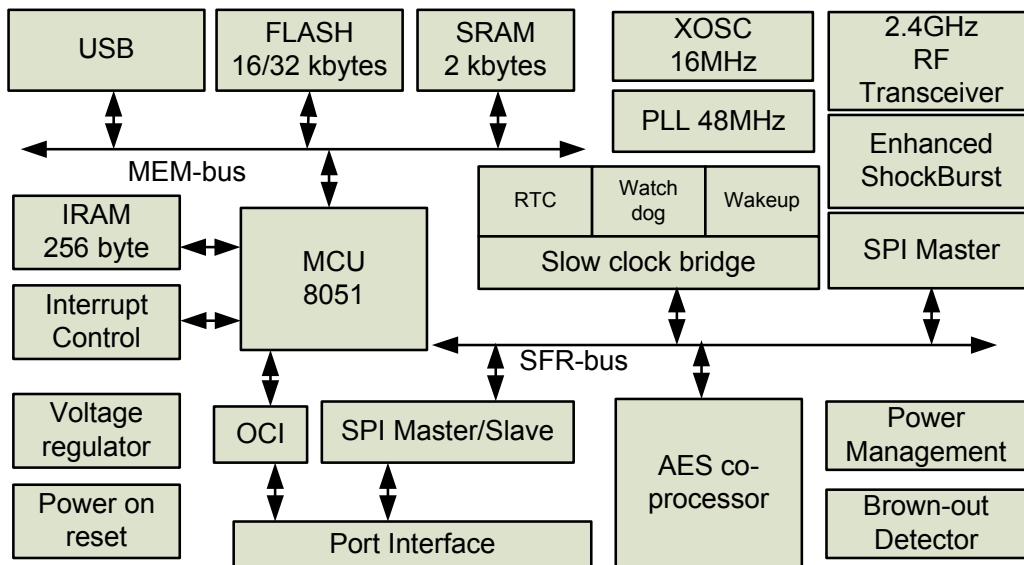 USB
FLASH
16/32 kbytes
SRAM
2 kbytes
XOSC
16MHz
2.4GHz
RF
Transceiver
PLL 48MHz
MEM-bus
Enhanced
ShockBurst
RTC
Watch
dog
Wakeup
IRAM
256 byte
MCU
8051
Slow clock bridge
SPI Master
Interrupt
Control
SFR-bus
Voltage
regulator
OCI
SPI Master/Slave
AES co-
processor
Power
Management
Power on
reset
Port Interface
Brown-out
Detector